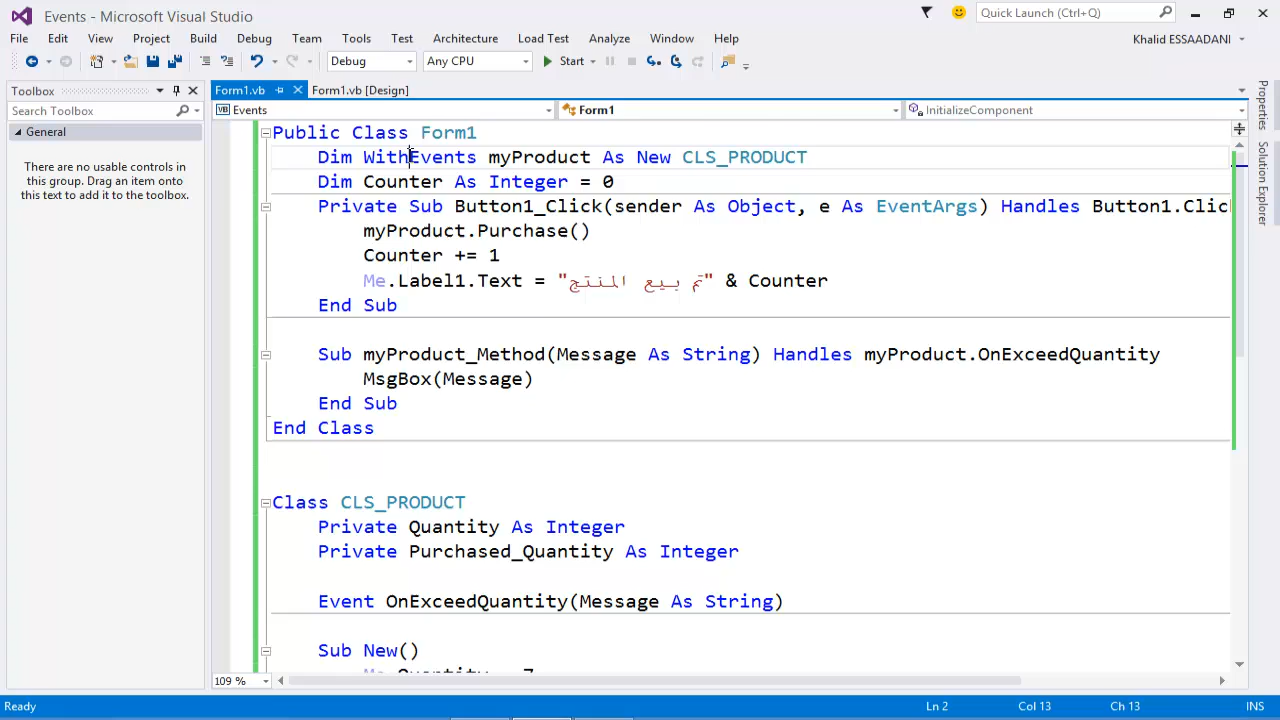 Events - Microsoft Visual Studio
Quick Launch (Ctrl+Q)
File Edit View Project Build Debug Team Tools Test Architecture Load Test Analyze Window Help
Khalid ESSAADANI
Debug Any CPU Start
Toolbox
Form1.vb Form1.vb [Design]
Search Toolbox
Events Form1 InitializeComponent
General
There are no usable controls in
this group. Drag an item onto
this text to add it to the toolbox.
Properties
Solution Explorer
Public Class Form1
Dim WithEvents myProduct As New CLS_PRODUCT
Dim Counter As Integer = 0
Private Sub Button1_Click(sender As Object, e As EventArgs) Handles Button1.Clic
myProduct.Purchase()
Counter += 1
Me.Label1.Text = "تم بيع المنتج" & Counter
End Sub
Sub myProduct_Method(Message As String) Handles myProduct.OnExceedQuantity
MsgBox(Message)
End Sub
End Class
Class CLS_PRODUCT
Private Quantity As Integer
Private Purchased_Quantity As Integer
Event OnExceedQuantity(Message As String)
Sub New()
109 %
Ready Ln 2 Col 13 Ch 13 INS